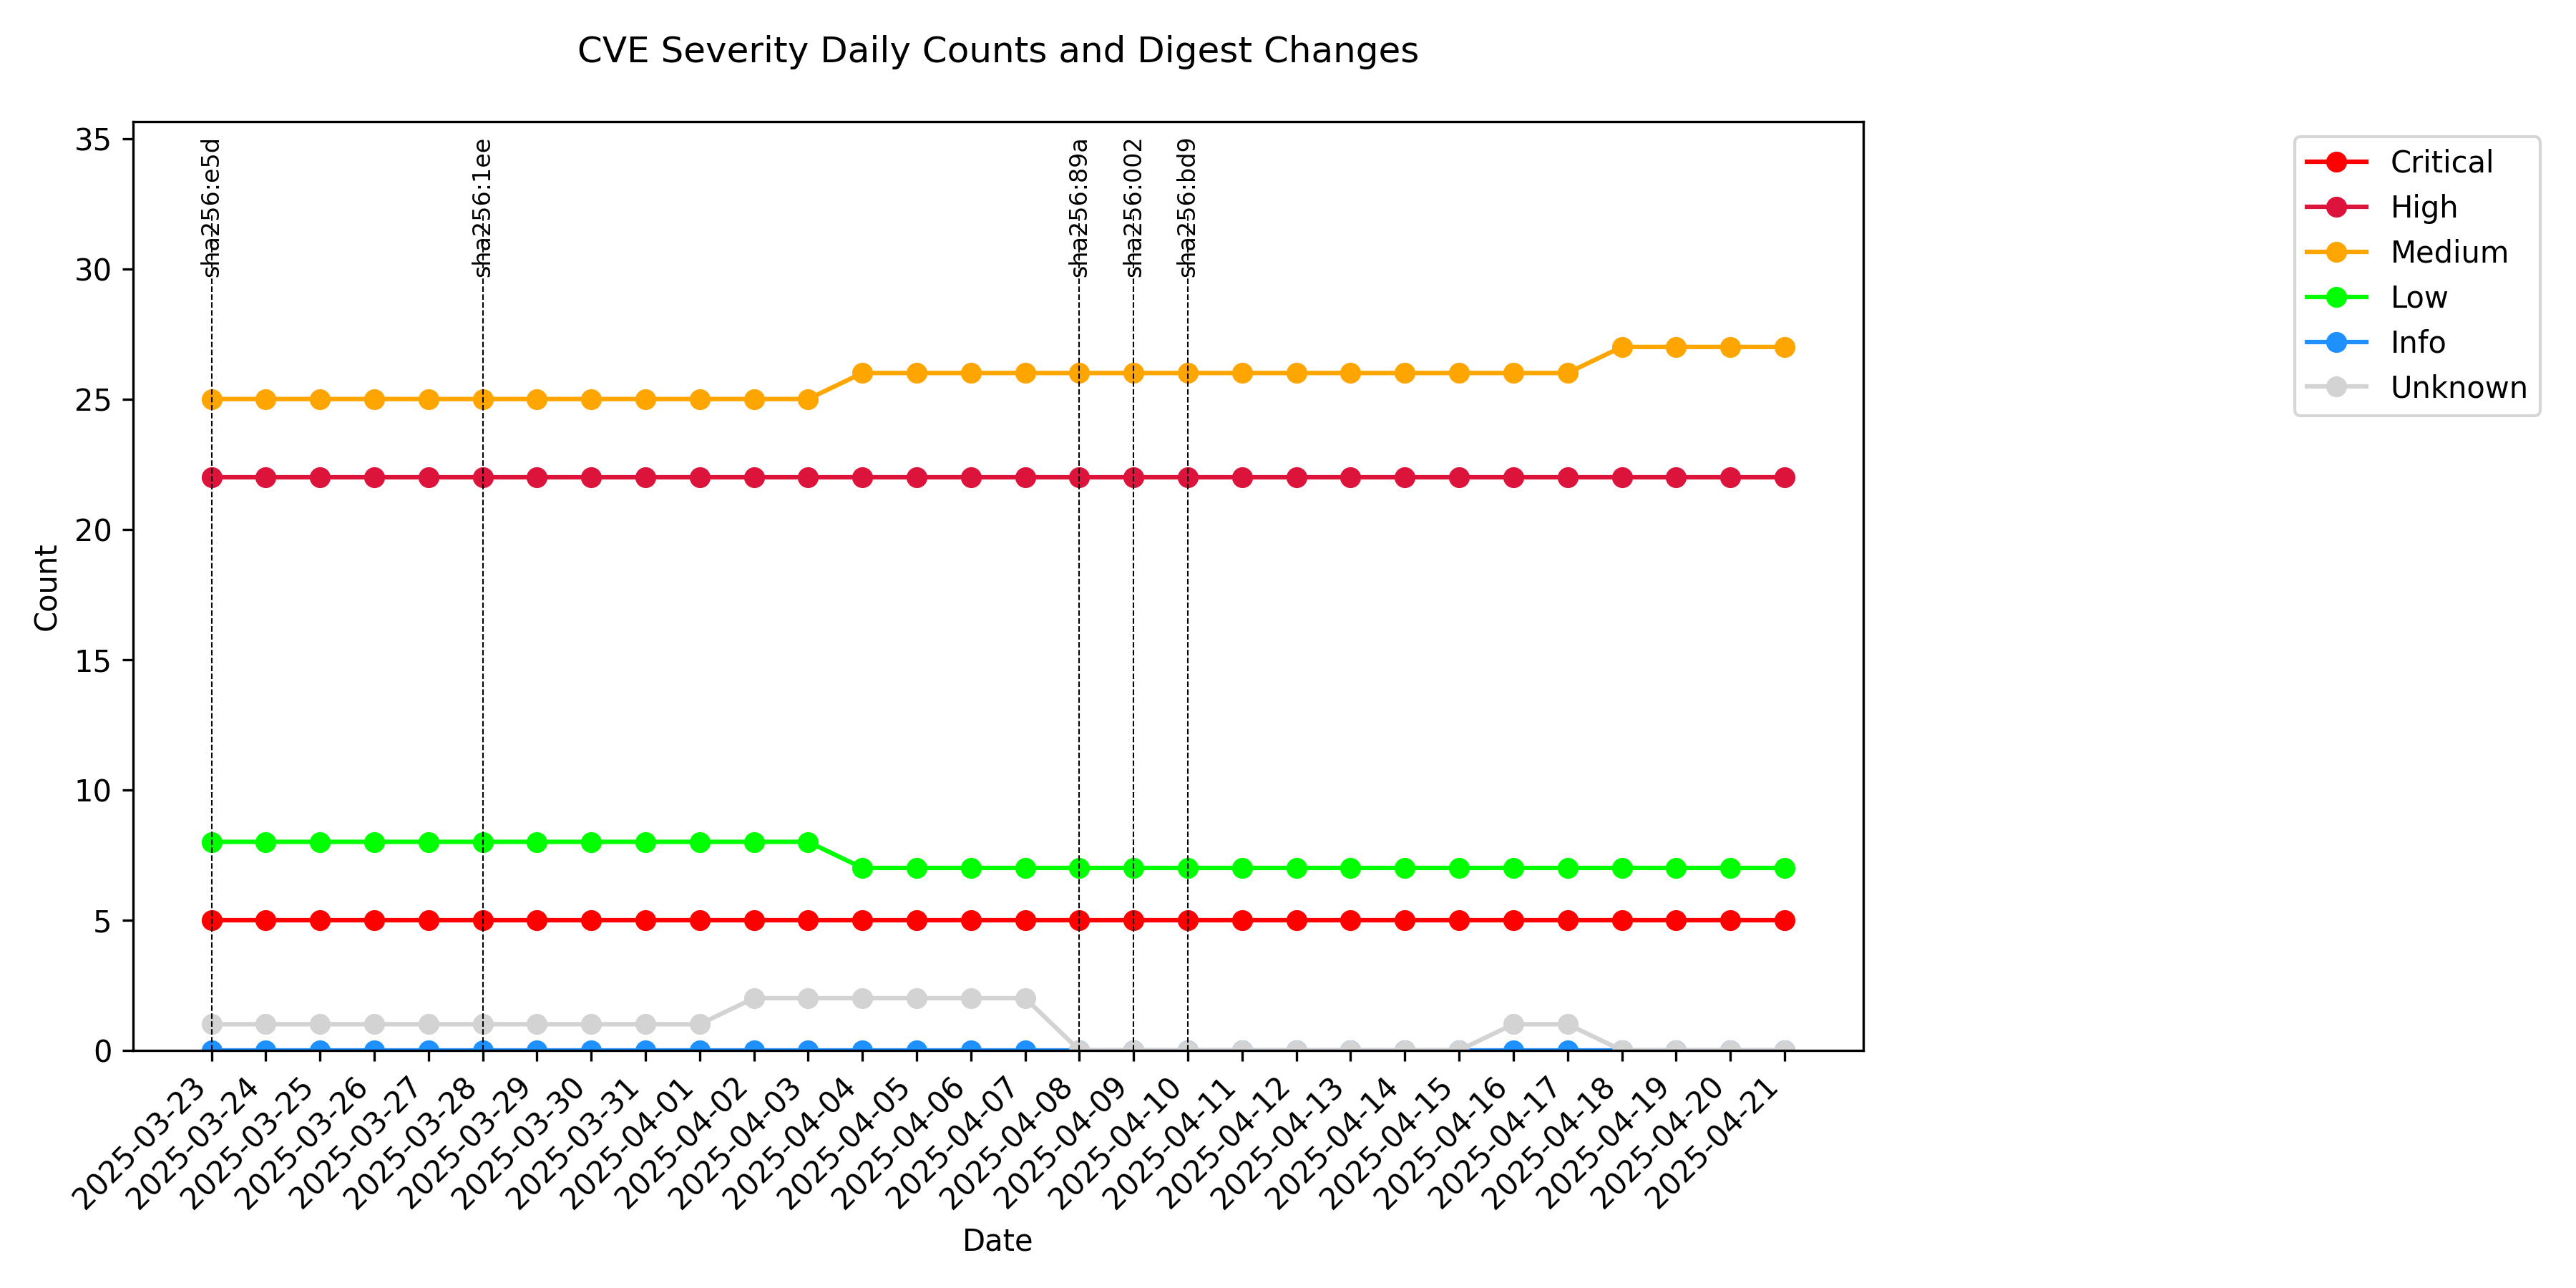 CVE Severity Daily Counts and Digest Changes
35
30
25
20
15
10
5
0
Count
sha256:e5d
sha256:1ee
sha256:89a
sha256:002
sha256:bd9
Critical
High
Medium
Low
Info
Unknown
2025-03-23
2025-03-24
2025-03-25
2025-03-26
2025-03-27
2025-03-28
2025-03-29
2025-03-30
2025-03-31
2025-04-01
2025-04-02
2025-04-03
2025-04-04
2025-04-05
2025-04-06
2025-04-07
2025-04-08
2025-04-09
2025-04-10
2025-04-11
2025-04-12
2025-04-13
2025-04-14
2025-04-15
2025-04-16
2025-04-17
2025-04-18
2025-04-19
2025-04-20
2025-04-21
Date